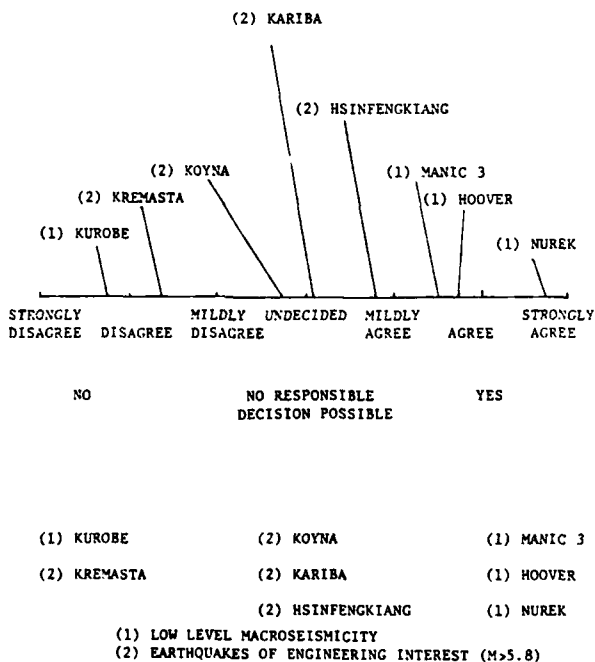 (2) KARIBA
(2) HSINFENGKIANG
(2) KOYNA
(1) MANIC 3
(2) KREMASTA
(1) HOOVER
(1) KUROBE
(1) NUREK
STRONGLY DISAGREE
DISAGREE
MILDLY DISAGREE
UNDECIDED
MILDLY AGREE
AGREE
STRONGLY AGREE
NO
NO RESPONSIBLE DECISION POSSIBLE
YES
(1) KUROBE (2) KOYNA (1) MANIC 3
(2) KREMASTA (2) KARIBA (1) HOOVER
(2) HSINFENGKIANG (1) NUREK
(1) LOW LEVEL MACROSEISMICITY
(2) EARTHQUAKES OF ENGINEERING INTEREST (M>5.8)